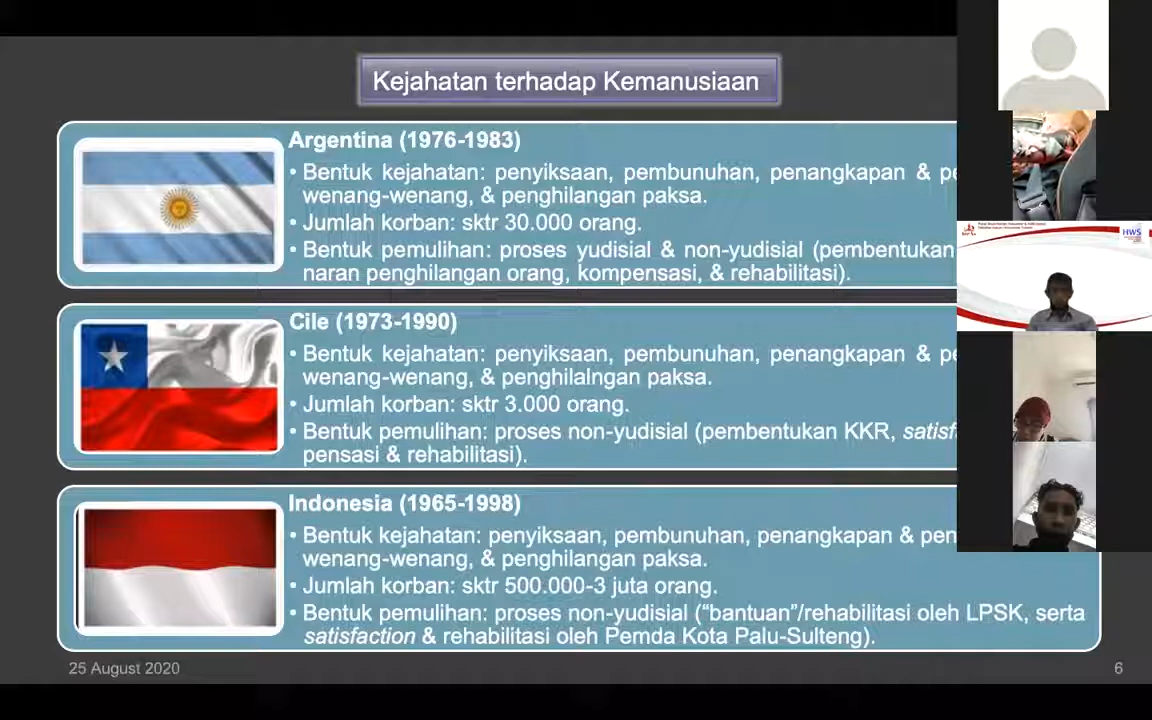 Kejahatan terhadap Kemanusiaan
Argentina (1976-1983)
• Bentuk kejahatan: penyiksaan, pembunuhan, penangkapan & pe
wenang-wenang, & penghilangan paksa.
• Jumlah korban: sktr 30.000 orang.
• Bentuk pemulihan: proses yudisial & non-yudisial (pembentukan
naran penghilangan orang, kompensasi, & rehabilitasi).
Cile (1973-1990)
• Bentuk kejahatan: penyiksaan, pembunuhan, penangkapan & pe
wenang-wenang, & penghilalngan paksa.
• Jumlah korban: sktr 3.000 orang.
• Bentuk pemulihan: proses non-yudisial (pembentukan KKR, satisf
pensasi & rehabilitasi).
Indonesia (1965-1998)
• Bentuk kejahatan: penyiksaan, pembunuhan, penangkapan & pen
wenang-wenang, & penghilangan paksa.
• Jumlah korban: sktr 500.000-3 juta orang.
• Bentuk pemulihan: proses non-yudisial (“bantuan”/rehabilitasi oleh LPSK, serta
satisfaction & rehabilitasi oleh Pemda Kota Palu-Sulteng).
25 August 2020
6
HWS